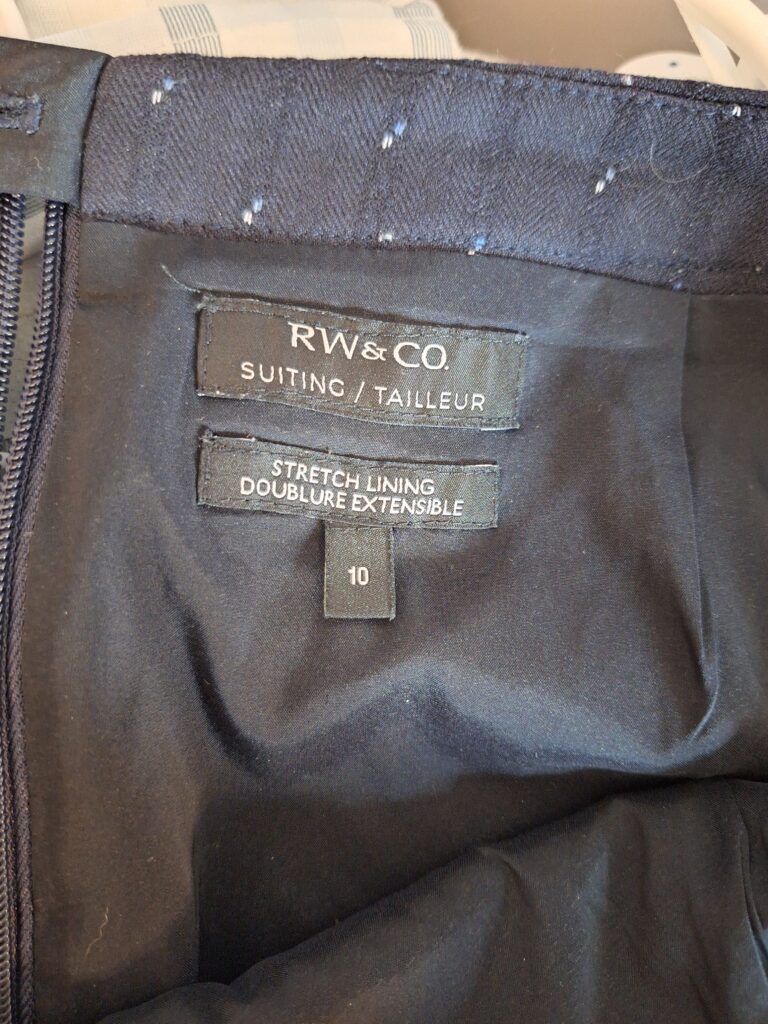 RW&CO.
SUITING / TAILLEUR
STRETCH LINING
DOUBLURE EXTENSIBLE
10